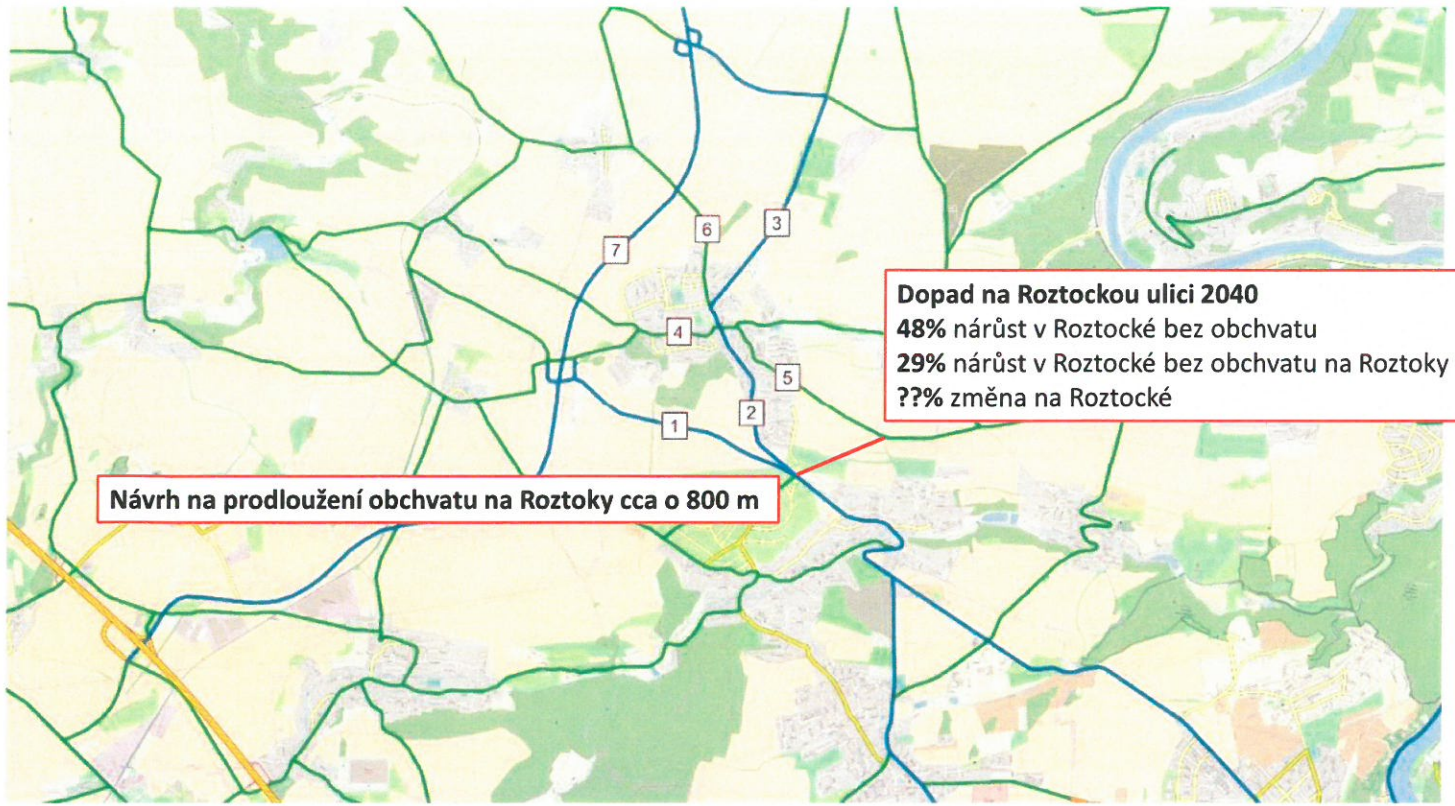 6
3
7
Dopad na Roztockou ulici 2040
48% nárůst v Roztocké bez obchvatu
29% nárůst v Roztocké bez obchvatu na Roztoky
??% změna na Roztocké
4
5
2
1
Návrh na prodloužení obchvatu na Roztoky cca o 800 m